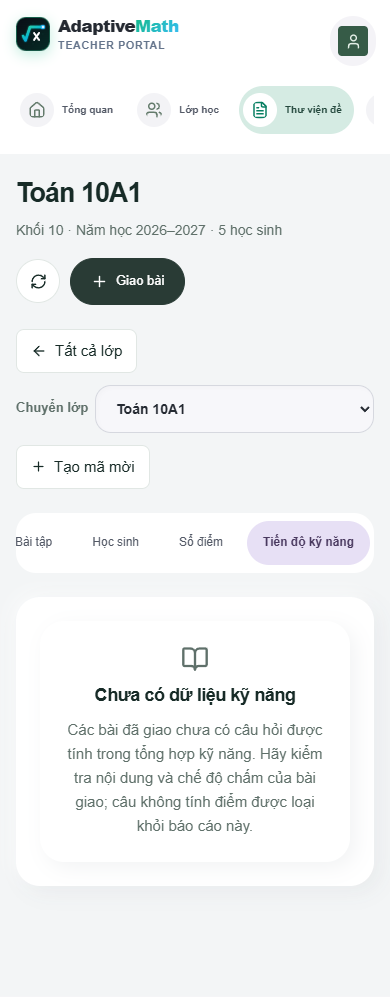 AdaptiveMath
TEACHER PORTAL
Tổng quan
Lớp học
Thư viện đề
Toán 10A1
Khối 10 · Năm học 2026–2027 · 5 học sinh
Giao bài
Tất cả lớp
Chuyển lớp
Toán 10A1
Tạo mã mời
Bài tập
Học sinh
Sổ điểm
Tiến độ kỹ năng
Chưa có dữ liệu kỹ năng
Các bài đã giao chưa có câu hỏi được
tính trong tổng hợp kỹ năng. Hãy kiểm
tra nội dung và chế độ chấm của bài
giao; câu không tính điểm được loại
khỏi báo cáo này.